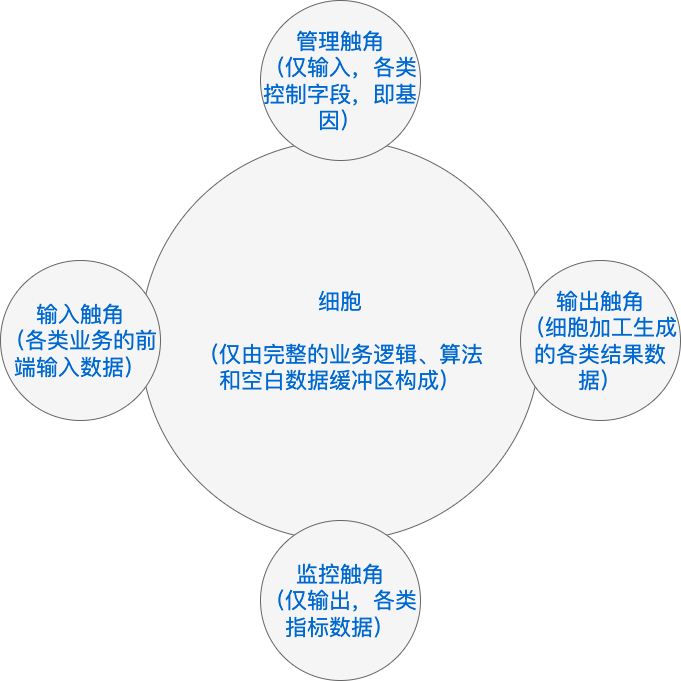 管理触角
（仅输入，各类
控制字段，即基
因）
细胞
（仅由完整的业务逻辑、算法
和空白数据缓冲区构成）
输入触角
（各类业务的前
端输入数据）
输出触角
（细胞加工生成
的各类结果数
据）
监控触角
（仅输出，各类
指标数据）